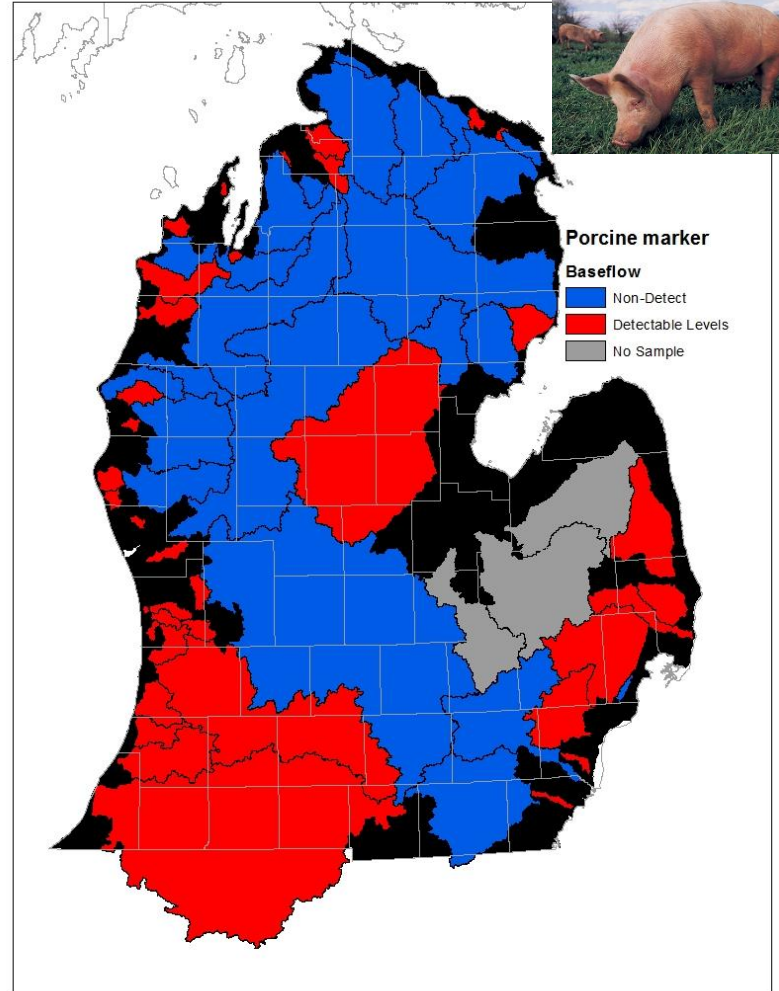 Porcine marker
Baseflow
Non-Detect
Detectable Levels
No Sample